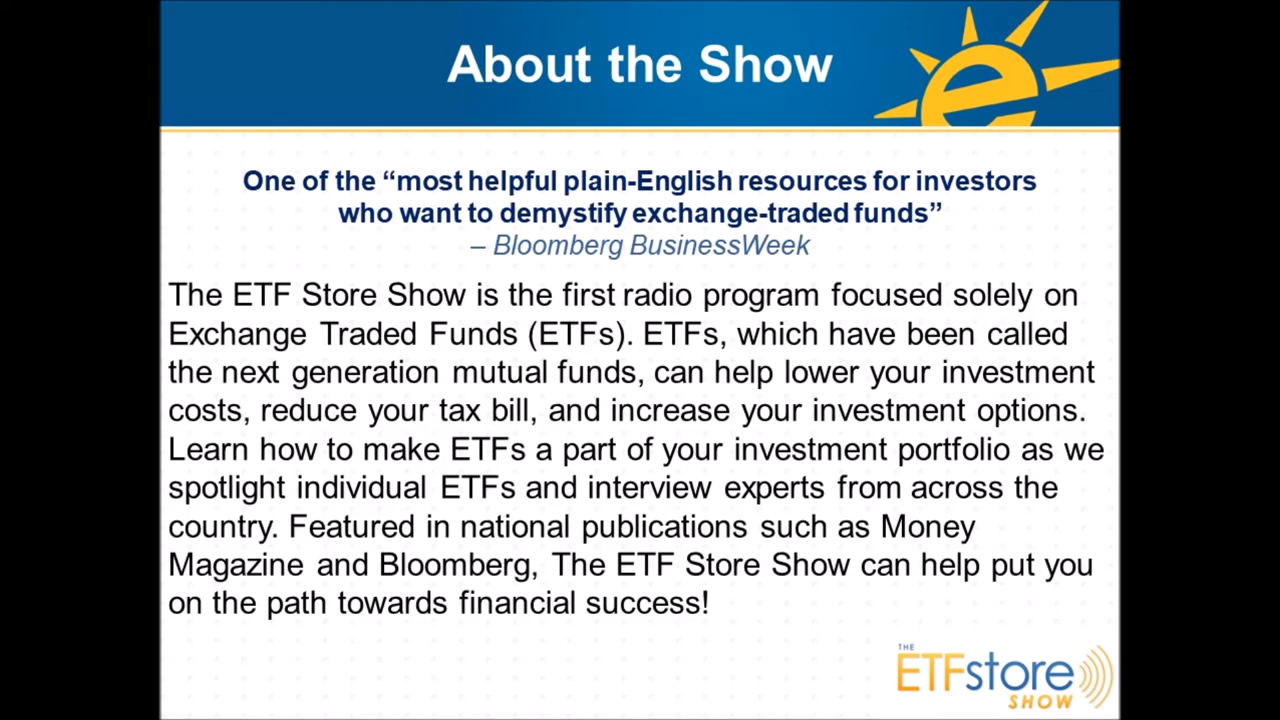 About the Show
One of the “most helpful plain-English resources for investors
who want to demystify exchange-traded funds”
– Bloomberg BusinessWeek
The ETF Store Show is the first radio program focused solely on
Exchange Traded Funds (ETFs). ETFs, which have been called
the next generation mutual funds, can help lower your investment
costs, reduce your tax bill, and increase your investment options.
Learn how to make ETFs a part of your investment portfolio as we
spotlight individual ETFs and interview experts from across the
country. Featured in national publications such as Money
Magazine and Bloomberg, The ETF Store Show can help put you
on the path towards financial success!
THE
ETFstore
SHOW